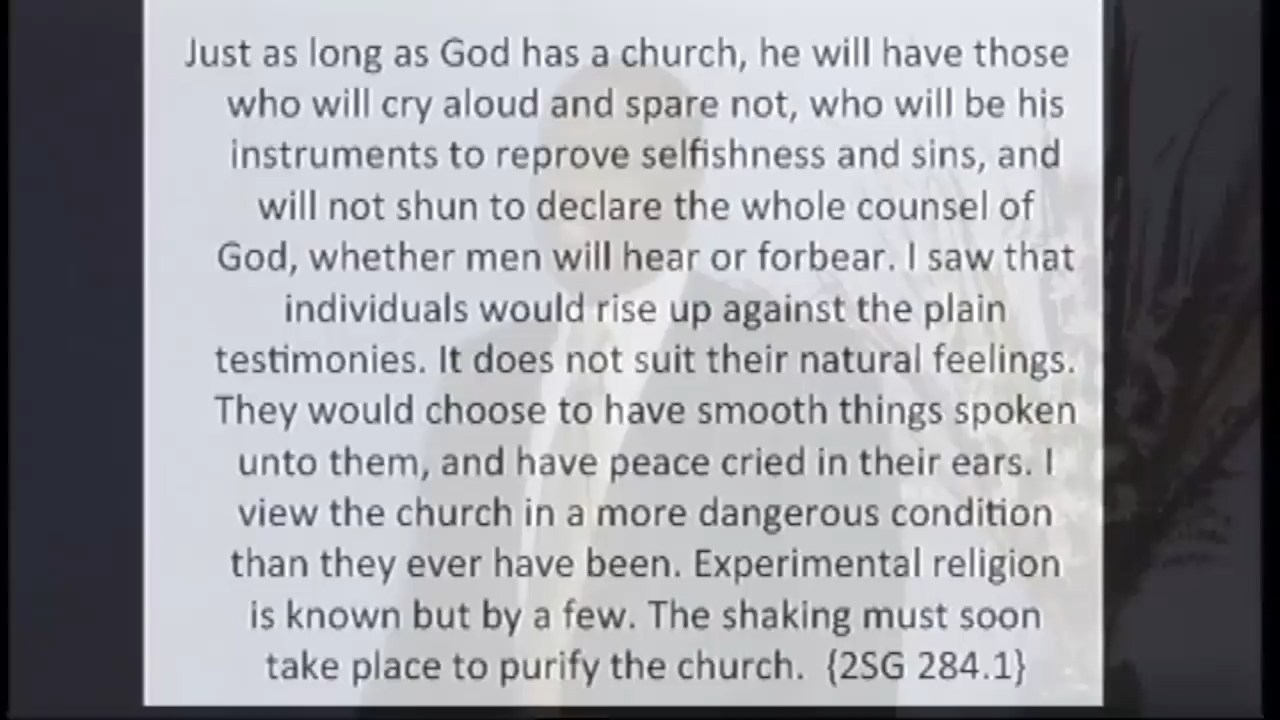 Just as long as God has a church, he will have those
who will cry aloud and spare not, who will be his
instruments to reprove selfishness and sins, and
will not shun to declare the whole counsel of
God, whether men will hear or forbear. I saw that
individuals would rise up against the plain
testimonies. It does not suit their natural feelings.
They would choose to have smooth things spoken
unto them, and have peace cried in their ears. I
view the church in a more dangerous condition
than they ever have been. Experimental religion
is known but by a few. The shaking must soon
take place to purify the church. {2SG 284.1}